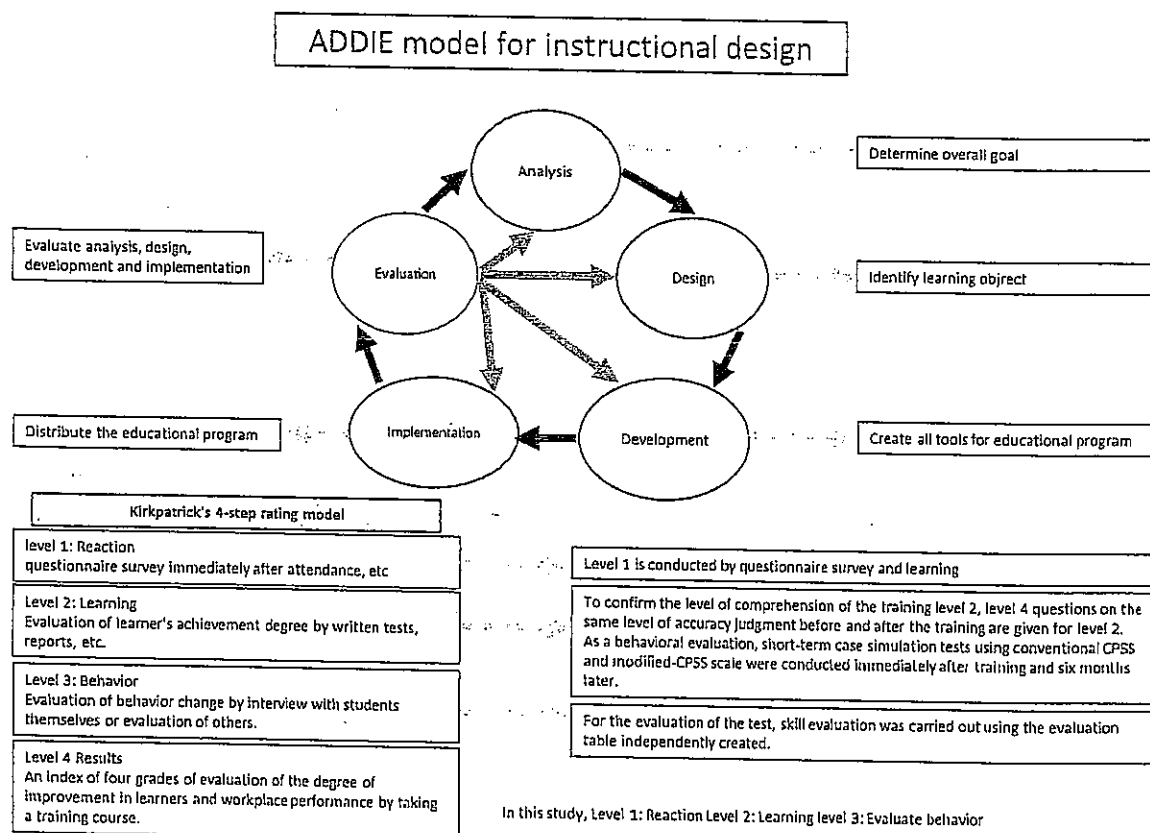 ADDIE model for instructional design
Analysis
Determine overall goal
Evaluate analysis, design,
development and implementation
Evaluation
Design
Identify learning objrect
Distribute the educational program
Implementation
Development
Create all tools for educational program
Kirkpatrick's 4-step rating model
level 1: Reaction
questionnaire survey immediately after attendance, etc
Level 2: Learning
Evaluation of learner's achievement degree by written tests,
reports, etc.
Level 3: Behavior
Evaluation of behavior change by interview with students
themselves or evaluation of others.
Level 4 Results
An index of four grades of evaluation of the degree of
improvement in learners and workplace performance by taking
a training course.
Level 1 is conducted by questionnaire survey and learning
To confirm the level of comprehension of the training level 2, level 4 questions on the
same level of accuracy judgment before and after the training are given for level 2.
As a behavioral evaluation, short-term case simulation tests using conventional CPSS
and modified-CPSS scale were conducted immediately after training and six months
later.
For the evaluation of the test, skill evaluation was carried out using the evaluation
table independently created.
In this study, Level 1: Reaction Level 2: Learning level 3: Evaluate behavior